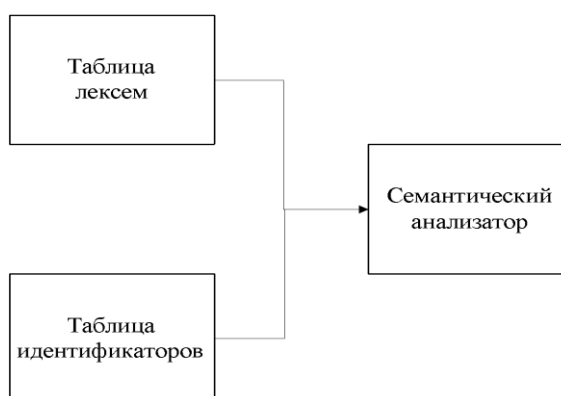 Таблица
лексем
Семантический
анализатор
Таблица
идентификаторов